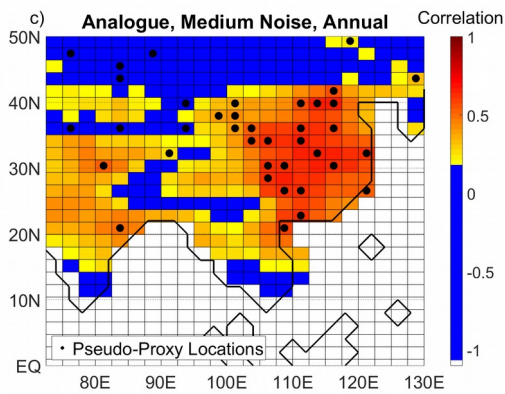 c) Analogue, Medium Noise, Annual Correlation
50N
40N
30N
20N
10N
EQ
80E 90E 100E 110E 120E 130E
• Pseudo-Proxy Locations
1
0.5
0
-0.5
-1